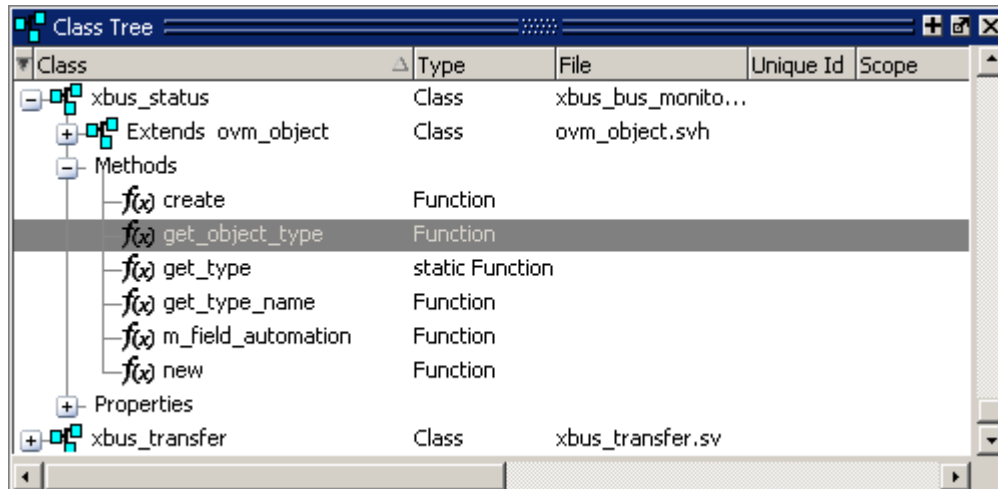 Class Tree
Class Type File Unique Id Scope
xbus_status Class xbus_bus_monito...
Extends ovm_object Class ovm_object.svh
Methods
f(x) create Function
f(x) get_object_type Function
f(x) get_type static Function
f(x) get_type_name Function
f(x) m_field_automation Function
f(x) new Function
Properties
xbus_transfer Class xbus_transfer.sv